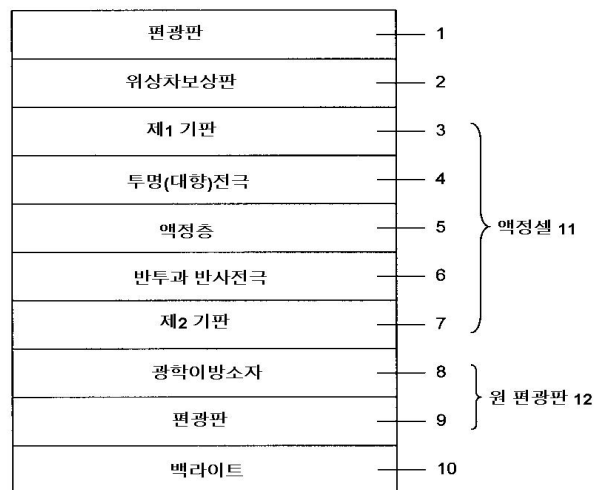 편광판 1
위상차보상판 2
제1 기판 3
투명(대향)전극 4
액정층 5
액정셀 11
반투과 반사전극 6
제2 기판 7
광학이방소자 8
원 편광판 12
편광판 9
백라이트 10